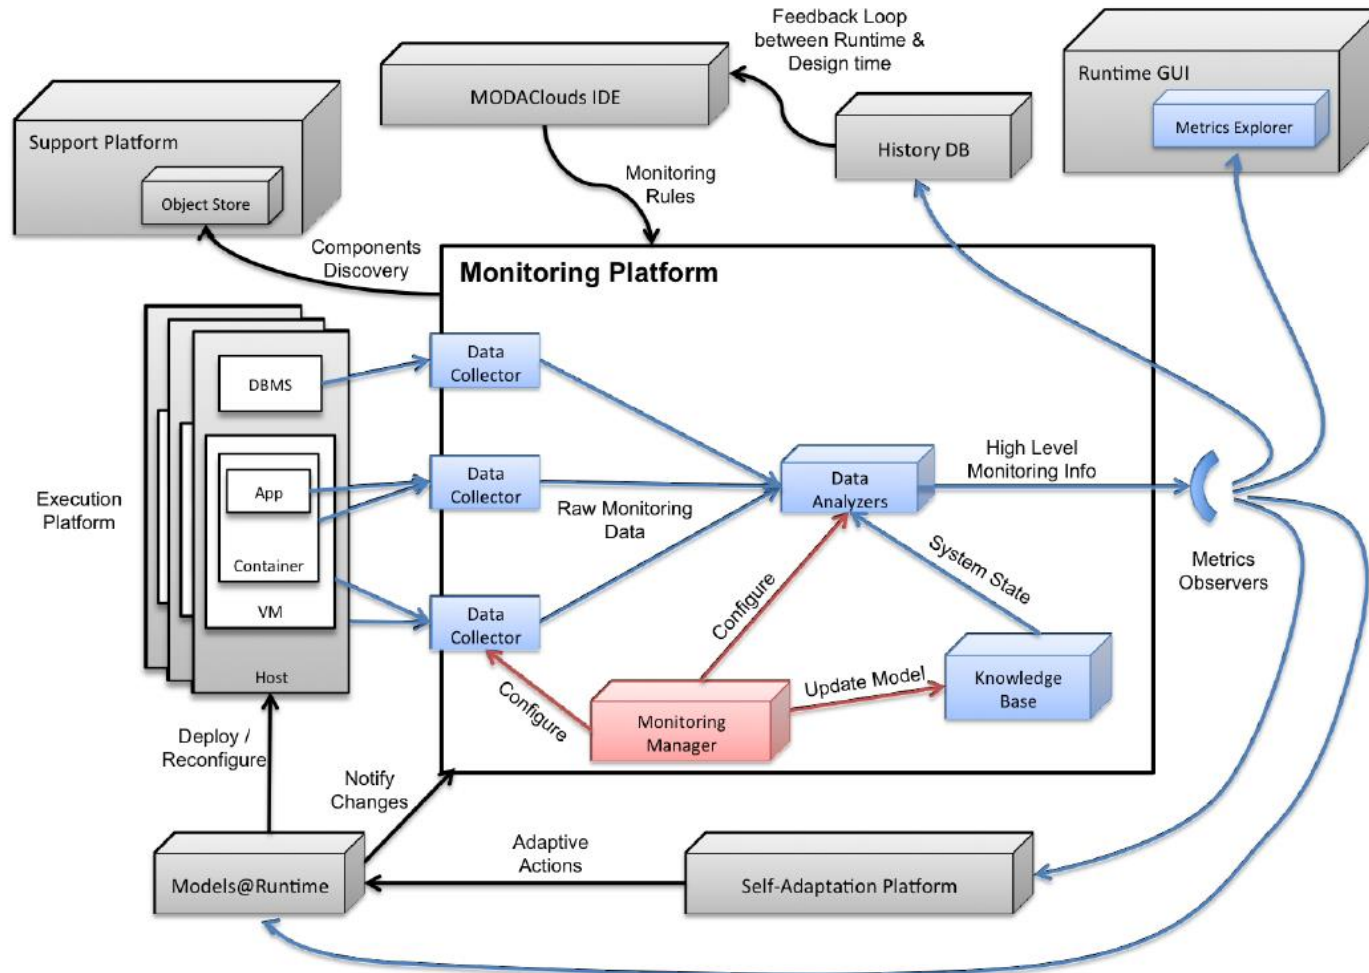 Feedback Loop
between Runtime &
Design time
Runtime GUI
Metrics Explorer
MODAClouds IDE
Support Platform
Object Store
History DB
Monitoring
Rules
Components
Discovery
Monitoring Platform
Data
Collector
DBMS
Data
Collector
App
Container
VM
Host
Execution
Platform
Raw Monitoring
Data
Data
Analyzers
High Level
Monitoring Info
Metrics
Observers
System State
Configure
Data
Collector
Configure
Update Model
Knowledge
Base
Monitoring
Manager
Deploy /
Reconfigure
Notify
Changes
Adaptive
Actions
Models@Runtime
Self-Adaptation Platform